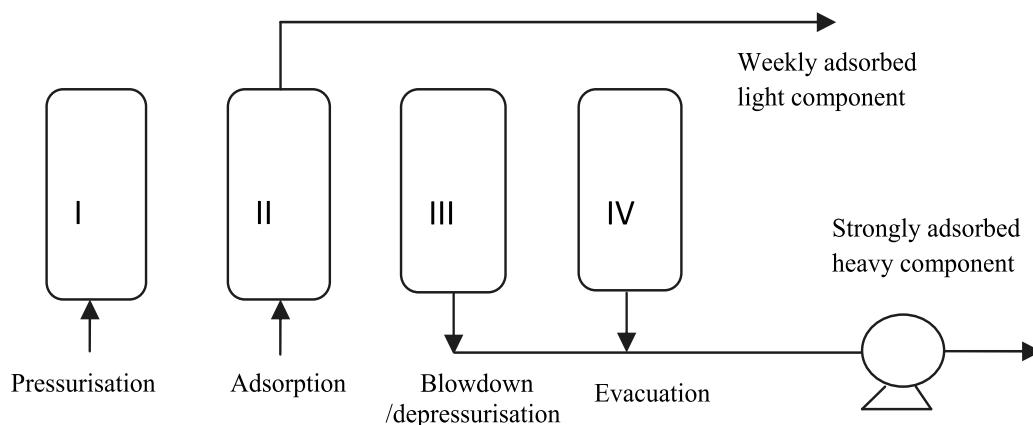 Weekly adsorbed
light component
I
II
III
IV
Strongly adsorbed
heavy component
Pressurisation
Adsorption
Blowdown
/depressurisation
Evacuation